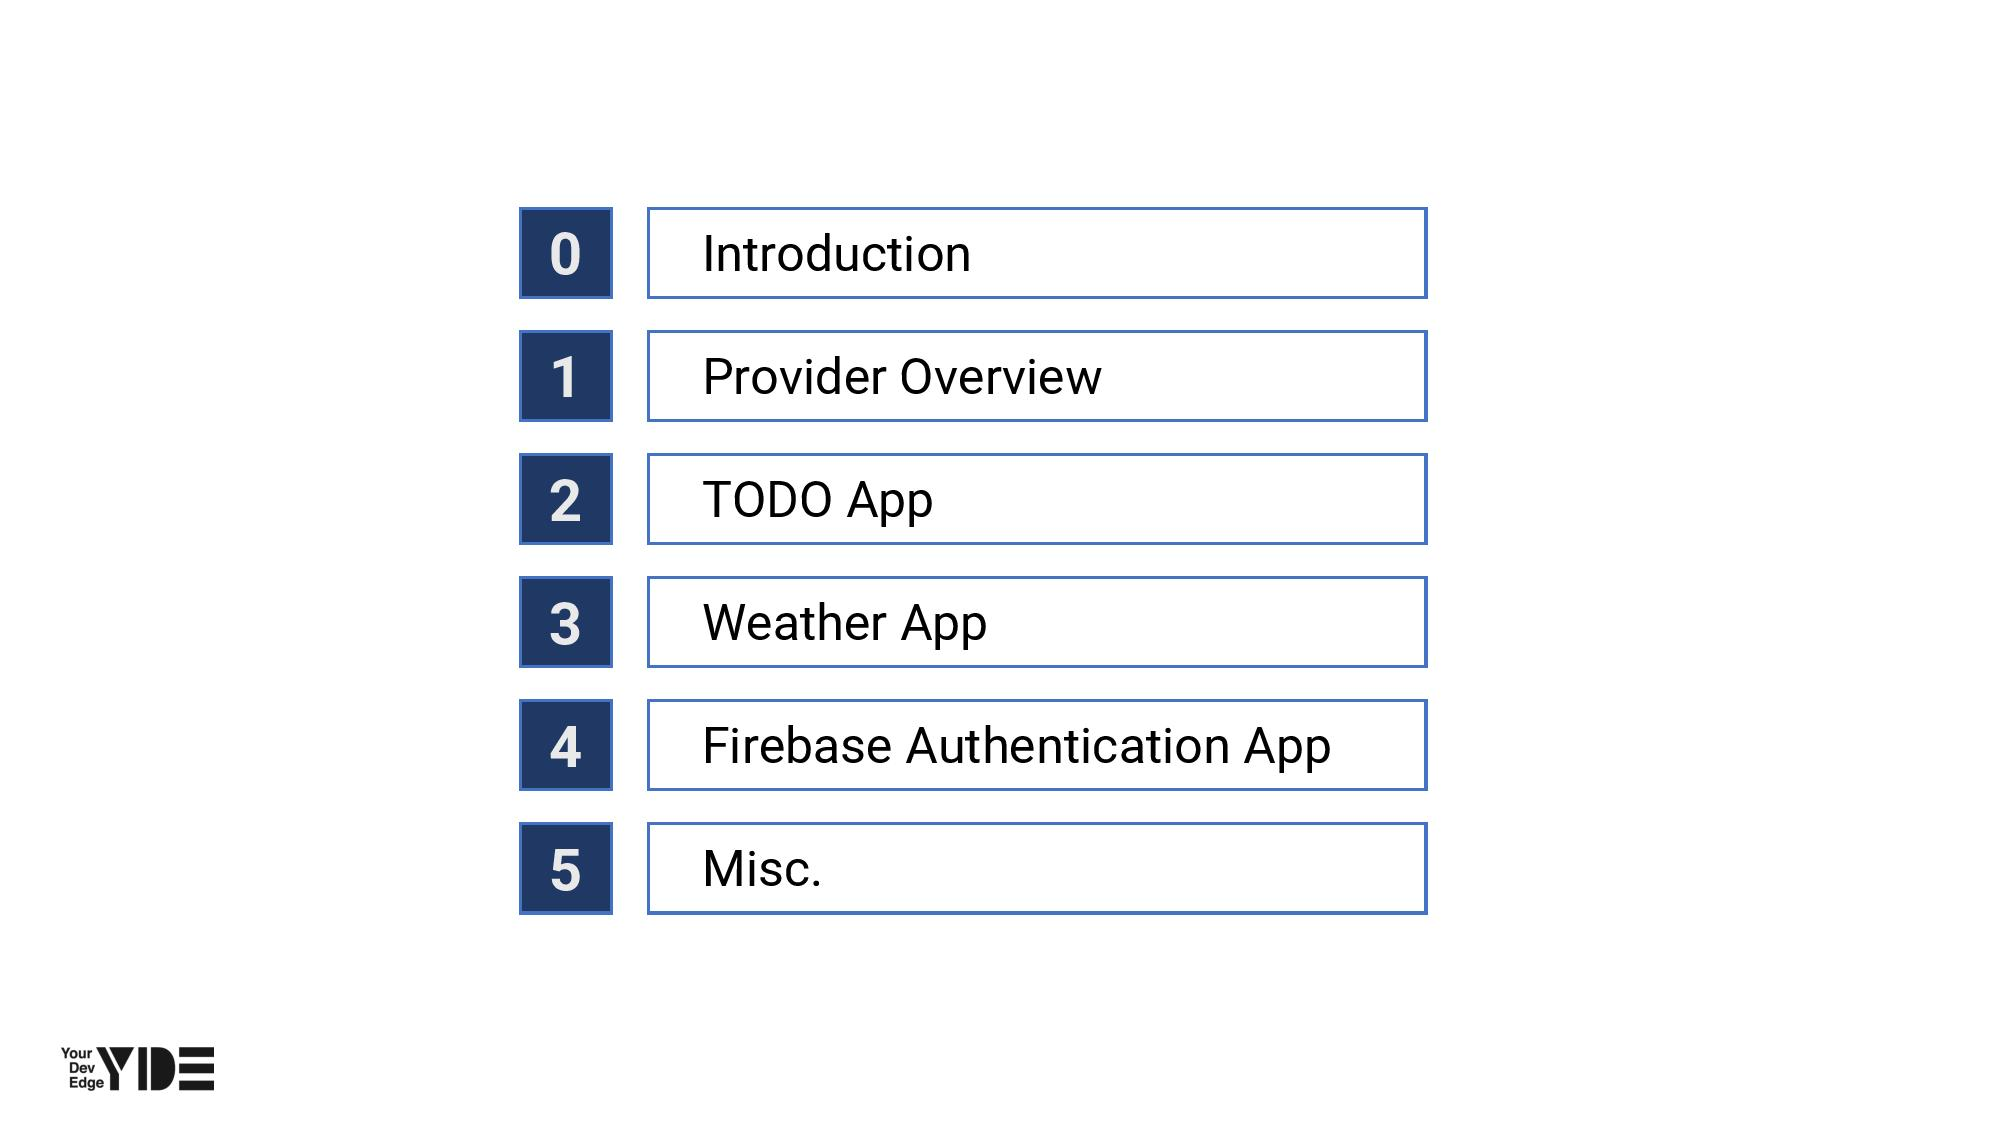 0 Introduction
1 Provider Overview
2 TODO App
3 Weather App
4 Firebase Authentication App
5 Misc.
Your
Dev
Edge
YDE